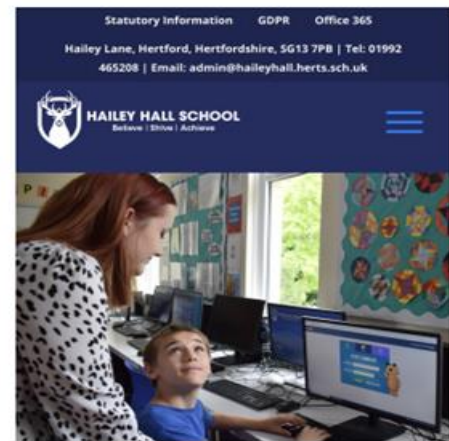 Statutory Information GDPR Office 365
Hailey Lane, Hertford, Hertfordshire, SG13 7PB | Tel: 01992
465208 | Email: admin@haileyhall.herts.sch.uk
HAILEY HALL SCHOOL
Believe | Strive | Achieve
P